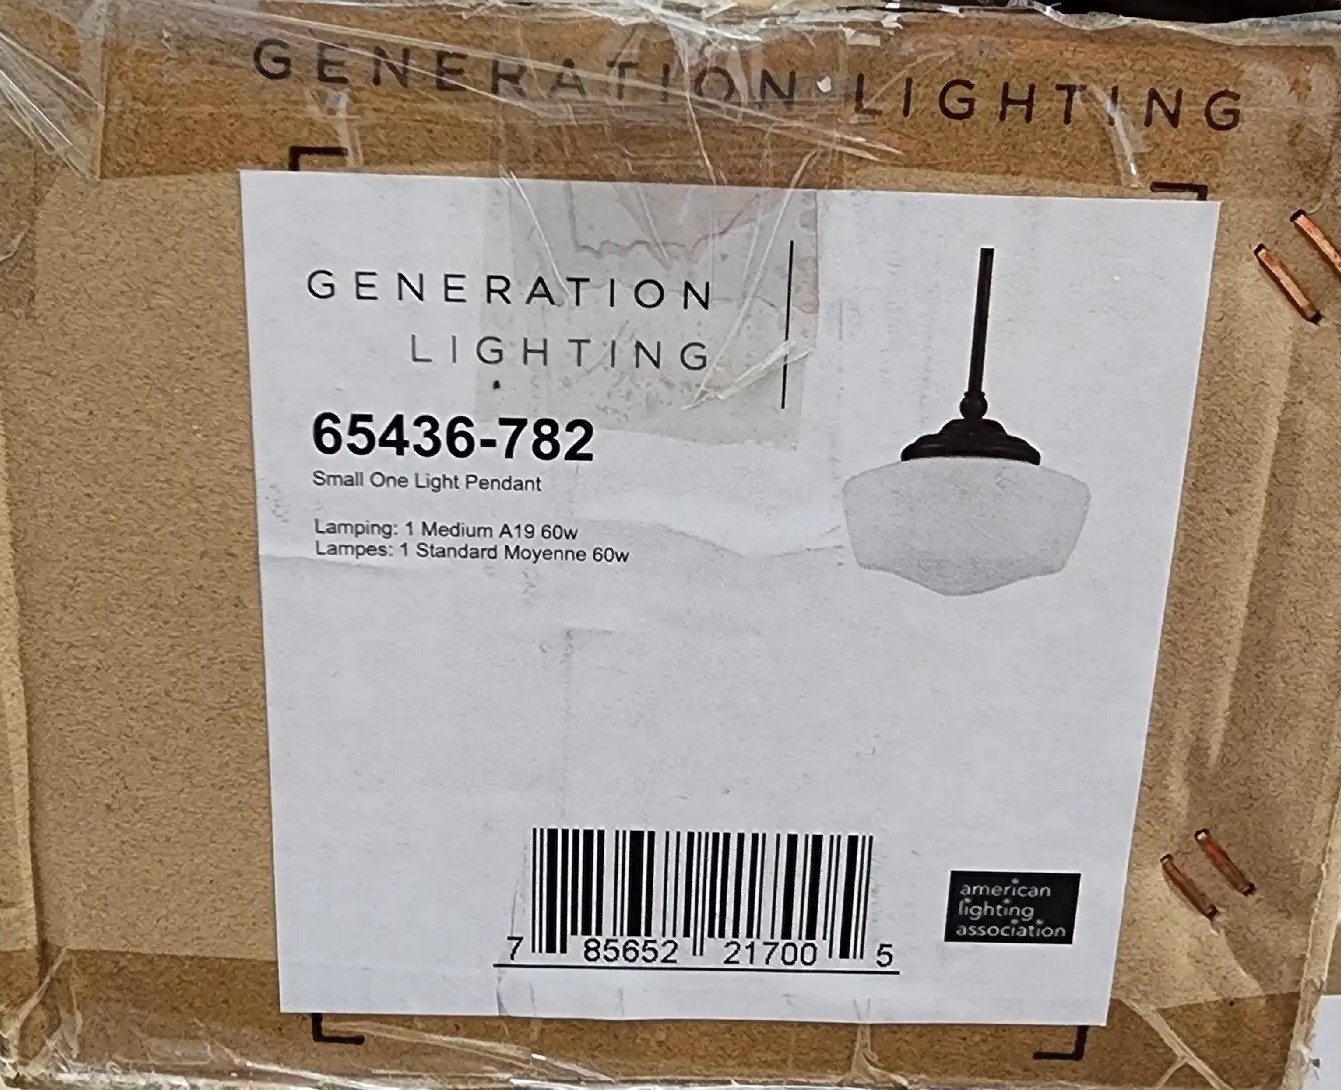 GENERATION LIGHTING
GENERATION
LIGHTING
65436-782
Small One Light Pendant
Lamping: 1 Medium A19 60w
Lampes: 1 Standard Moyenne 60w
7 85652 21700 5
american
lighting
association